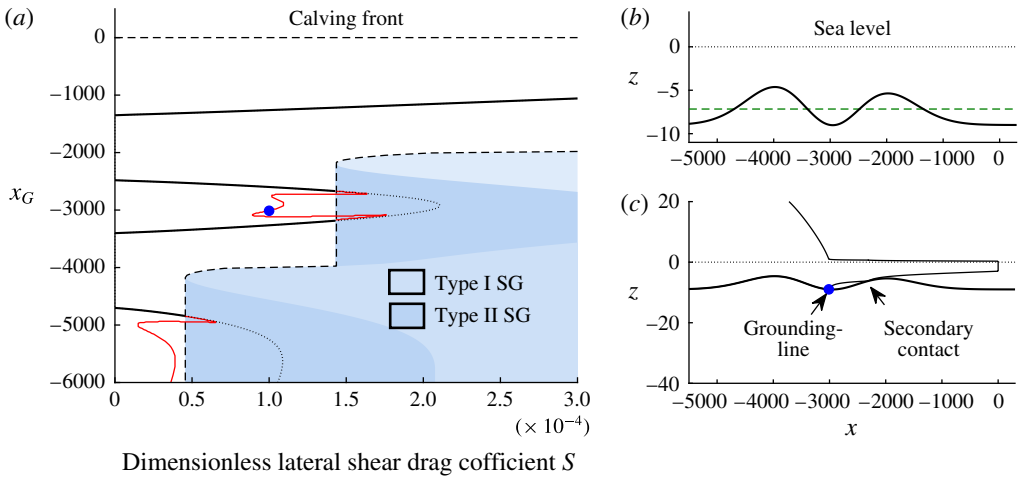 (a)
Calving front
0
−1000
−2000
x_G
−3000
−4000
−5000
−6000
Type I SG
Type II SG
0 0.5 1.0 1.5 2.0 2.5 3.0
(× 10⁻⁴)
Dimensionless lateral shear drag cofficient S
(b)
Sea level
0
z
−5
−10
−5000 −4000 −3000 −2000 −1000 0
(c)
20
0
z
−20
−40
Grounding-
line
Secondary
contact
−5000 −4000 −3000 −2000 −1000 0
x